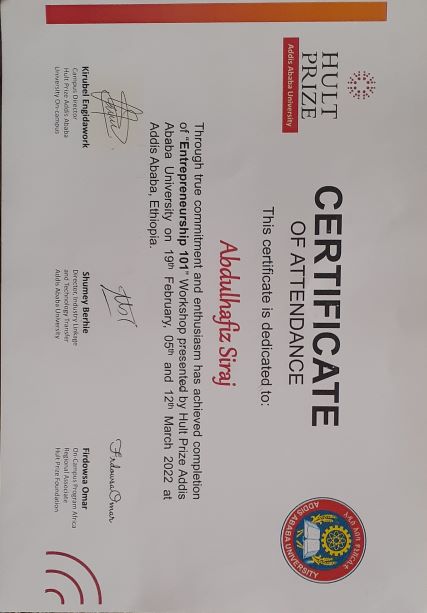 HULT
PRIZE
Addis Ababa University
CERTIFICATE
OF ATTENDANCE
አዲስ አበባ ዩኒቨርሲቲ
ADDIS ABABA UNIVERSITY
This certificate is dedicated to:
Abdulhafiz Siraj
Through true commitment and enthusiasm has achieved completion
of “Entrepreneurship 101” Workshop presented by Hult Prize Addis
Ababa University on 19th February, 05th and 12th March 2022 at
Addis Ababa, Ethiopia.
FirdowsaOmar
Kirubel Engidawork
Campus Director
Hult Prize Addis Ababa
University On-campus
Shumey Berhie
Director, Industry Linkage
and Technology Transfer
Addis Ababa University
Firdowsa Omar
On-Campus Program Africa
Regional Associate
Hult Prize Foundation